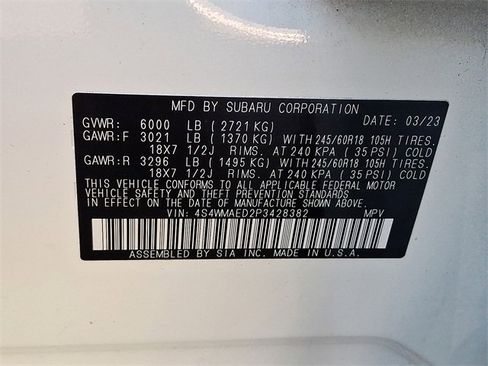 MFD BY SUBARU CORPORATION DATE: 03/23
GVWR: 6000 LB (2721 KG)
GAWR:F 3021 LB (1370 KG) WITH 245/60R18 105H TIRES.
18X7 1/2J RIMS. AT 240 KPA (35 PSI) COLD
GAWR:R 3296 LB (1495 KG) WITH 245/60R18 105H TIRES.
18X7 1/2J RIMS. AT 240 KPA (35 PSI) COLD
THIS VEHICLE CONFORMS TO ALL APPLICABLE FEDERAL MOTOR
VEHICLE SAFETY AND THEFT PREVENTION STANDARDS
IN EFFECT ON THE DATE OF MANUFACTURE SHOWN ABOVE.
VIN: 4S4WMAED2P3428382 MPV
ASSEMBLED BY SIA INC. MADE IN U.S.A.